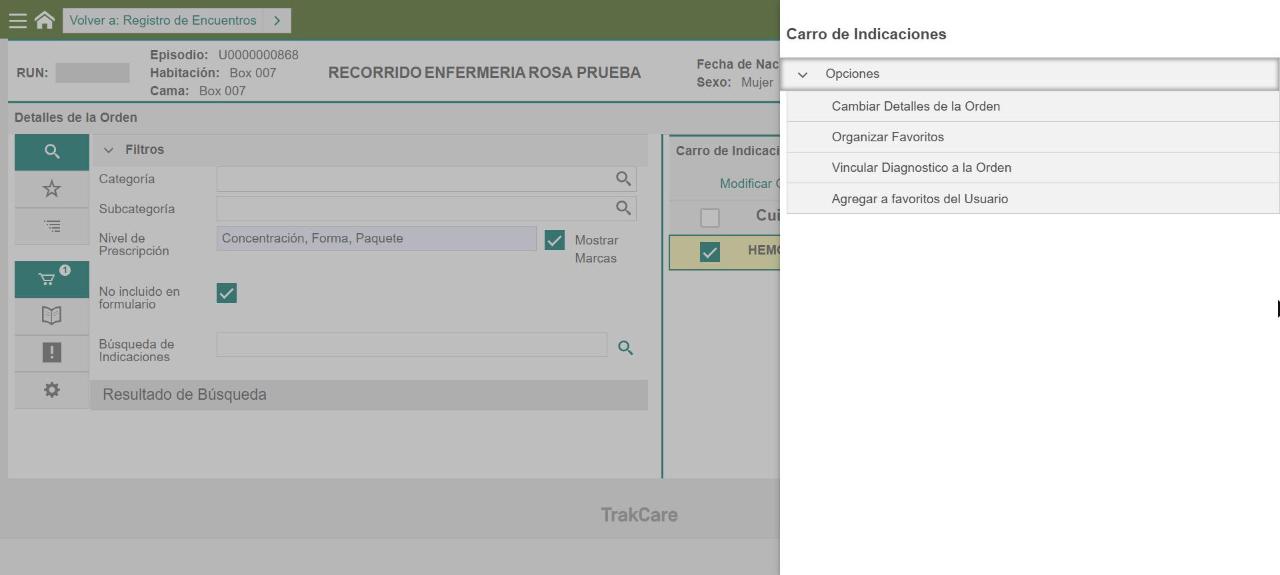 Volver a: Registro de Encuentros
RUN:
Episodio: U0000000868
Habitación: Box 007
Cama: Box 007
RECORRIDO ENFERMERIA ROSA PRUEBA
Fecha de Nac
Sexo: Mujer
Detalles de la Orden
Filtros
Categoría
Subcategoría
Nivel de Prescripción
Concentración, Forma, Paquete
Mostrar Marcas
No incluido en formulario
Búsqueda de Indicaciones
Resultado de Búsqueda
1
Carro de Indicaci
Modificar
Cui
HEM
TrakCare
Carro de Indicaciones
Opciones
Cambiar Detalles de la Orden
Organizar Favoritos
Vincular Diagnostico a la Orden
Agregar a favoritos del Usuario